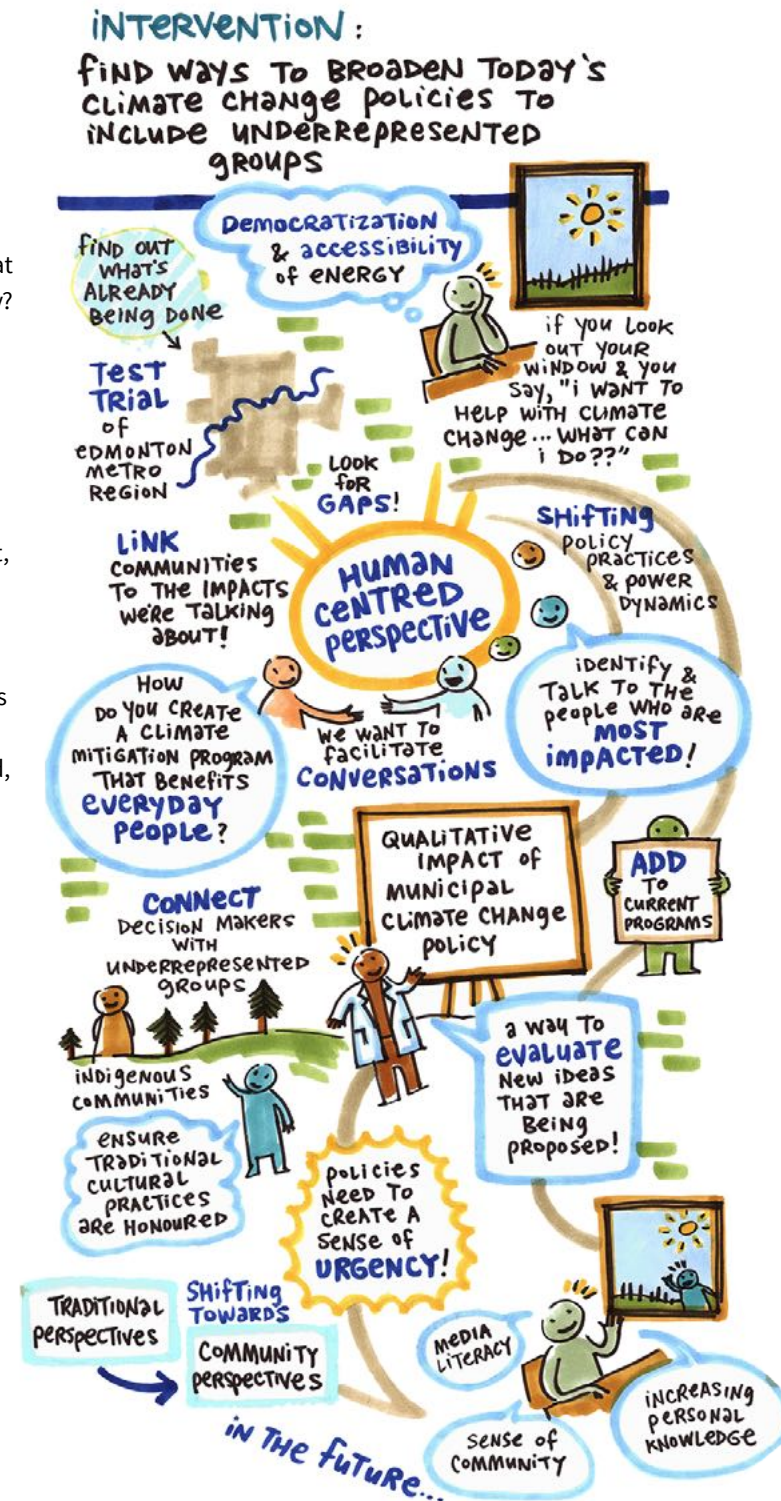 INTERVENTION:
FIND WAYS TO BROADEN TODAY'S
CLIMATE CHANGE POLICIES TO
INCLUDE UNDERREPRESENTED
GROUPS
DEMOCRATIZATION
& ACCESSIBILITY
OF ENERGY
FIND OUT
WHAT'S
ALREADY
BEING DONE
TEST
TRIAL
OF
EDMONTON
METRO
REGION
if you LOOK
OUT YOUR
WINDOW & YOU
SAY, "I WANT TO
HELP WITH CLIMATE
CHANGE... WHAT CAN
i DO??"
LOOK
FOR
GAPS!
LINK
COMMUNITIES
TO THE IMPACTS
WE'RE TALKING
ABOUT!
HUMAN
CENTRED
PERSPECTIVE
SHIFTING
POLICY
PRACTICES
& POWER
DYNAMICS
IDENTIFY &
TALK TO THE
PEOPLE WHO ARE
MOST
IMPACTED!
HOW
DO YOU CREATE
A CLIMATE
MITIGATION PROGRAM
THAT BENEFITS
EVERYDAY
PEOPLE?
WE WANT TO
FACILITATE
CONVERSATIONS
QUALITATIVE
IMPACT OF
MUNICIPAL
CLIMATE CHANGE
POLICY
ADD
TO
CURRENT
PROGRAMS
CONNECT
DECISION MAKERS
WITH
UNDERREPRESENTED
GROUPS
INDIGENOUS
COMMUNITIES
ENSURE
TRADITIONAL
CULTURAL
PRACTICES
ARE HONOURED
A WAY TO
EVALUATE
NEW IDEAS
THAT ARE
BEING
PROPOSED!
POLICIES
NEED TO
CREATE A
SENSE OF
URGENCY!
TRADITIONAL
PERSPECTIVES
SHIFTING
TOWARDS
COMMUNITY
PERSPECTIVES
IN THE FUTURE...
MEDIA
LITERACY
SENSE OF
COMMUNITY
INCREASING
PERSONAL
KNOWLEDGE